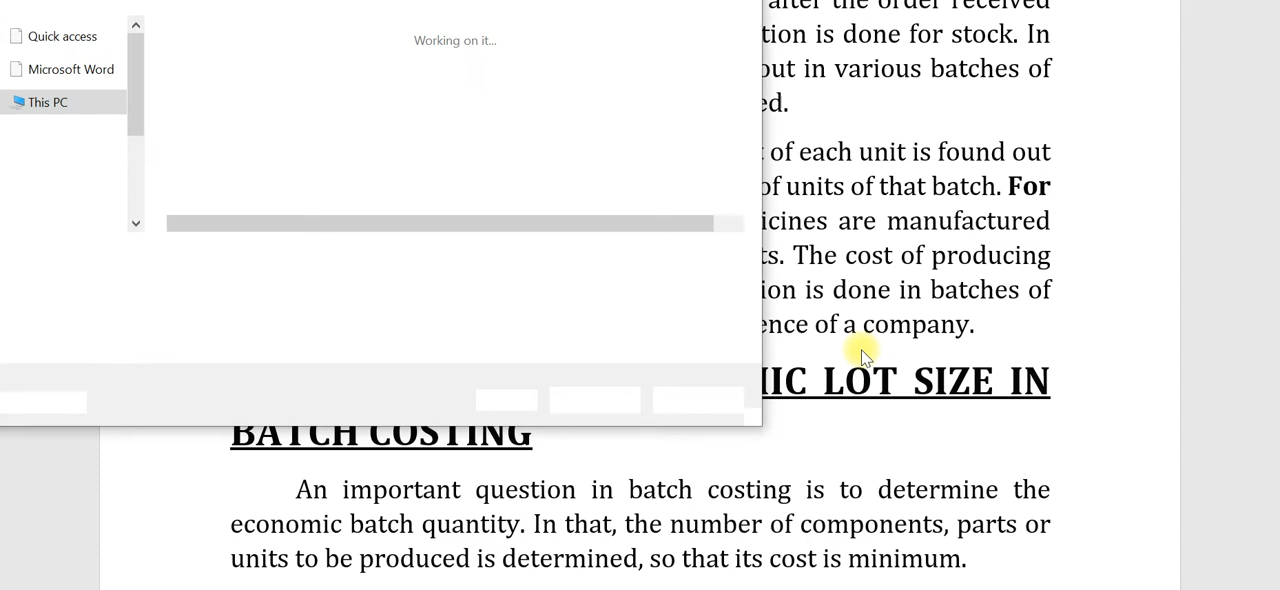 Quick access
Microsoft Word
This PC
Working on it...
after the order received
tion is done for stock. In
out in various batches of
ed.
of each unit is found out
of units of that batch. For
icines are manufactured
ts. The cost of producing
ion is done in batches of
ence of a company.
IC LOT SIZE IN
BATCH COSTING
An important question in batch costing is to determine the
economic batch quantity. In that, the number of components, parts or
units to be produced is determined, so that its cost is minimum.